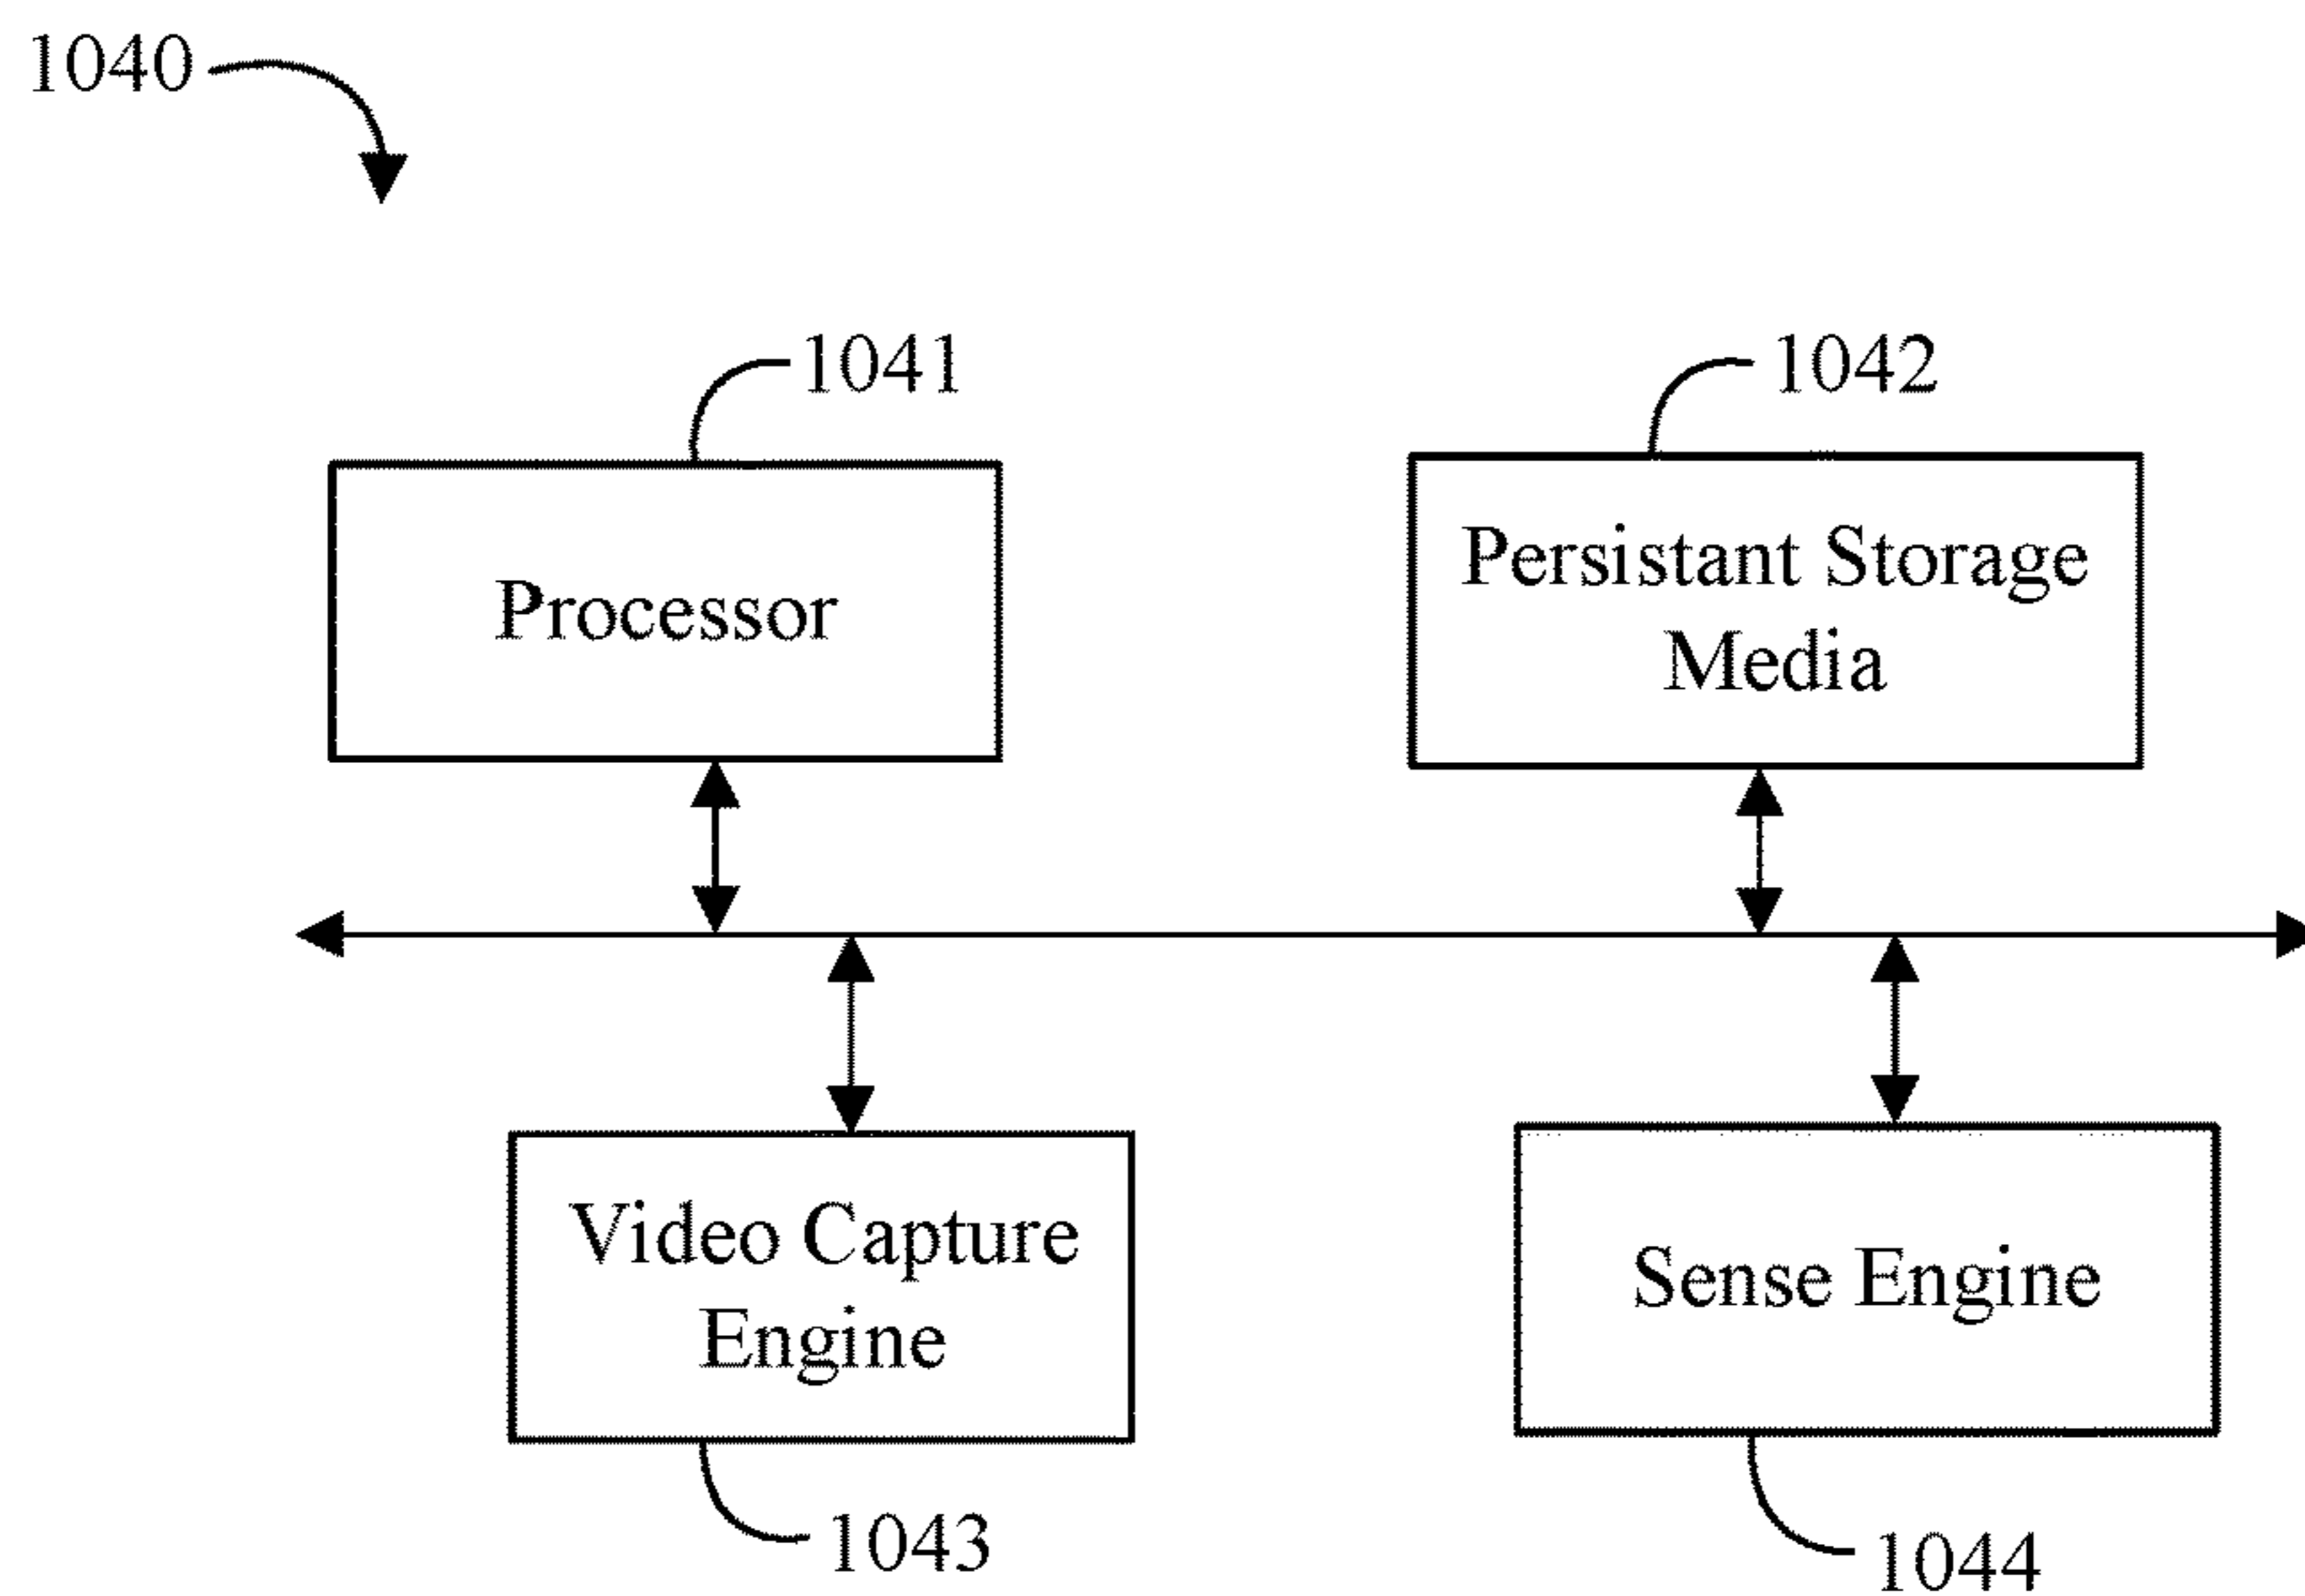 1040
1041
1042
Processor
Persistant Storage
Media
Video Capture
Engine
Sense Engine
1043
1044